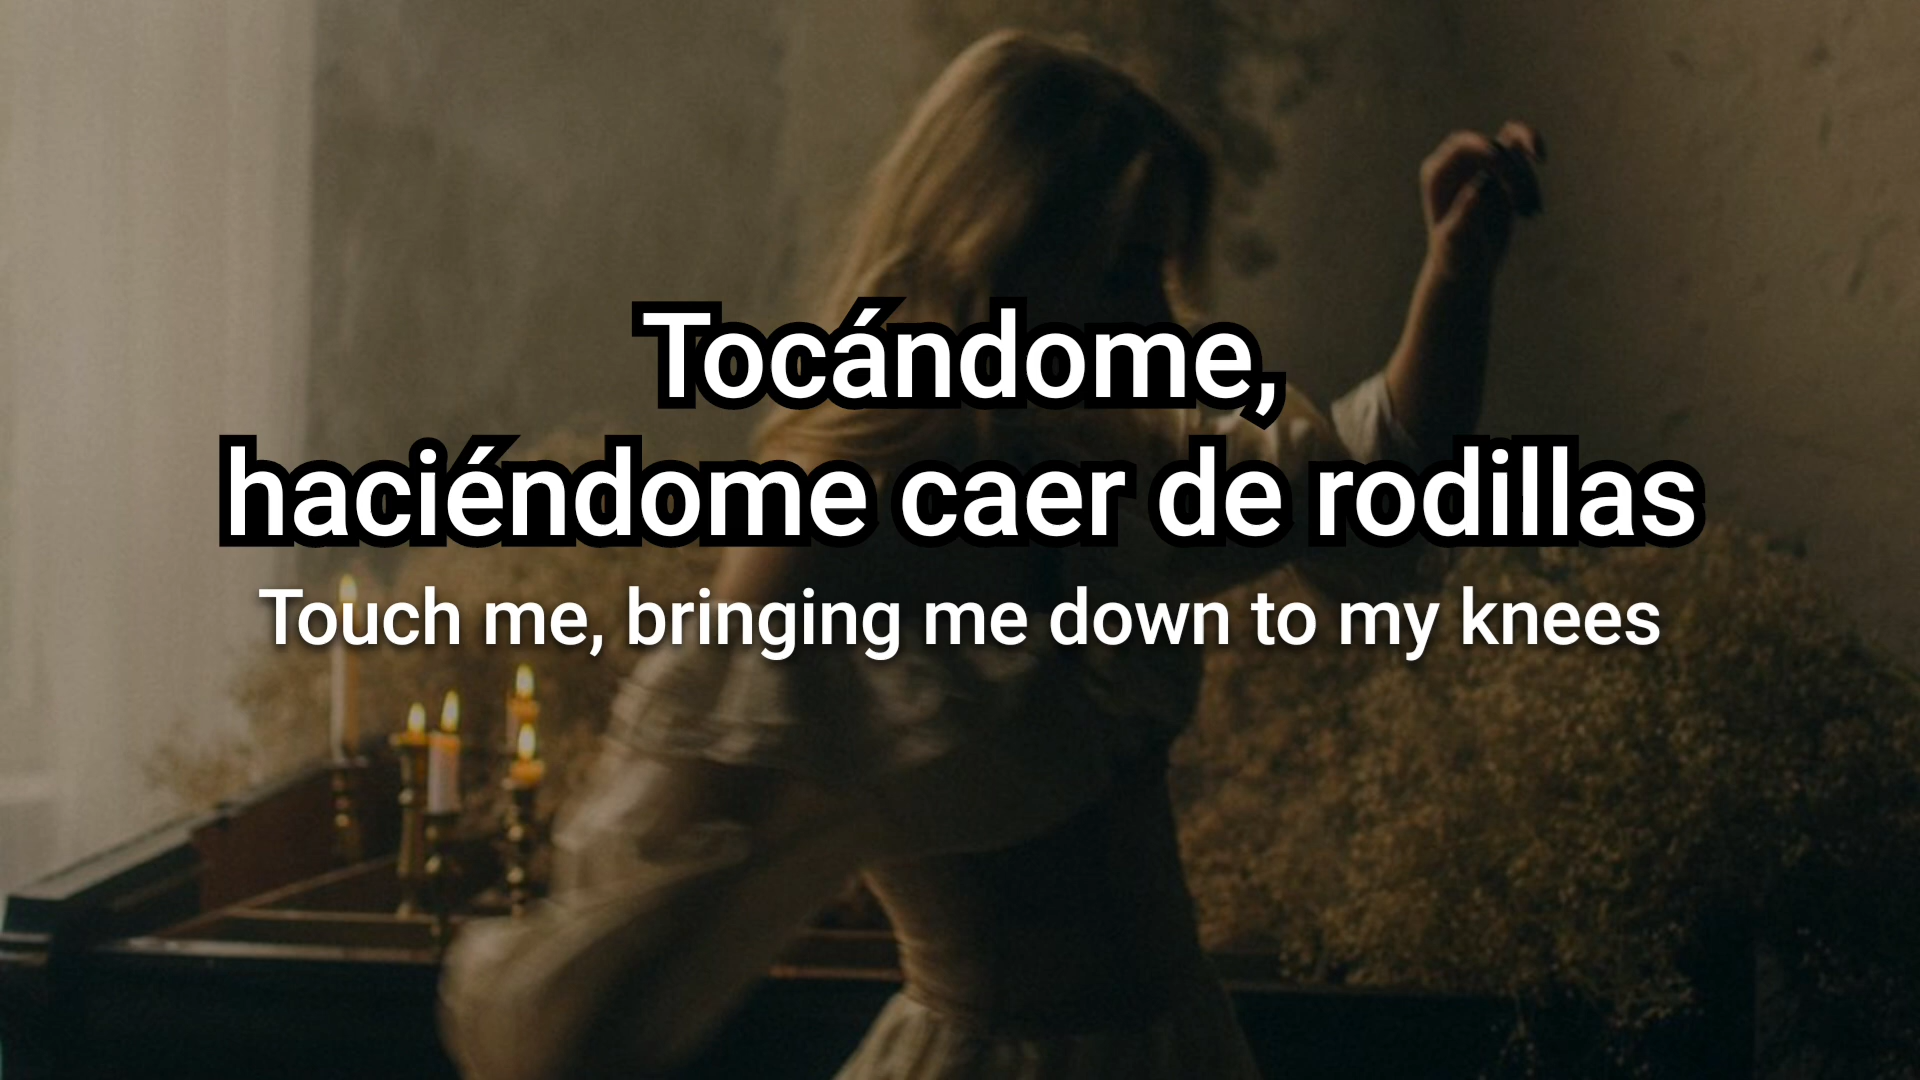 Tocándome,
haciéndome caer de rodillas
Touch me, bringing me down to my knees